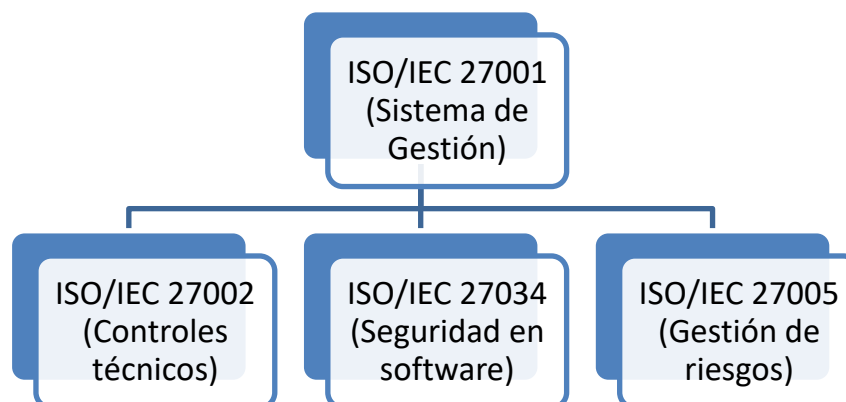 ISO/IEC 27001
(Sistema de
Gestión)
ISO/IEC 27002
(Controles
técnicos)
ISO/IEC 27034
(Seguridad en
software)
ISO/IEC 27005
(Gestión de
riesgos)